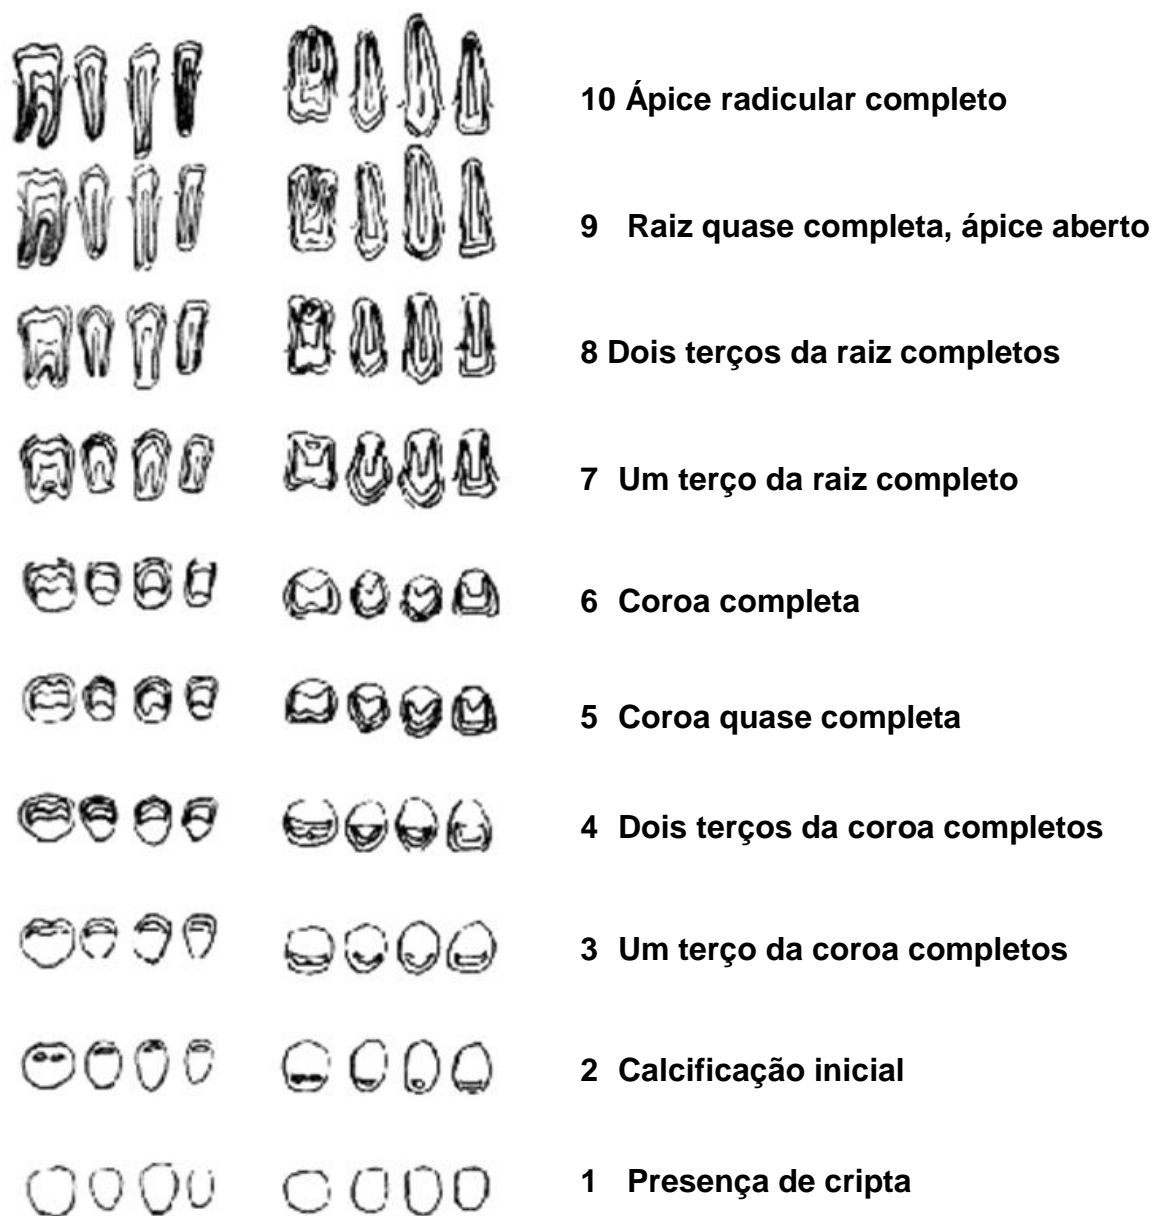 10 Ápice radicular completo
9 Raiz quase completa, ápice aberto
8 Dois terços da raiz completos
7 Um terço da raiz completo
6 Coroa completa
5 Coroa quase completa
4 Dois terços da coroa completos
3 Um terço da coroa completos
2 Calcificação inicial
1 Presença de cripta